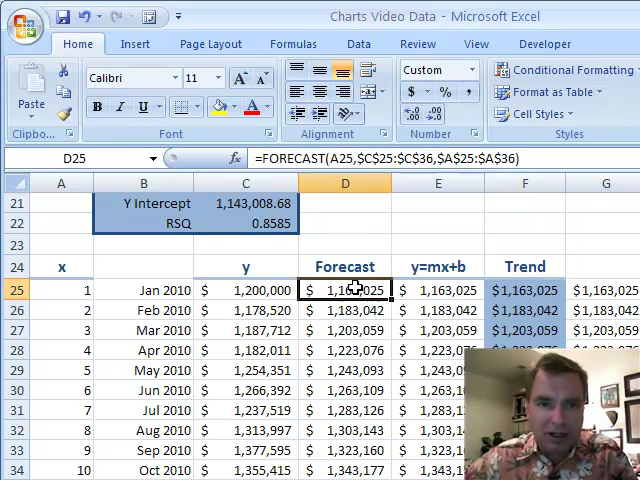 Charts Video Data - Microsoft Excel
Home Insert Page Layout Formulas Data Review View Developer
Calibri 11 Custom Conditional Formatting
Paste B I U $ % , Format as Table
Cell Styles
Clipbo... Font Alignment Number Styles
D25 fx =FORECAST(A25,$C$25:$C$36,$A$25:$A$36)
A B C D E F G
21 Y Intercept 1,143,008.68
22 RSQ 0.8585
23
24 x y Forecast y=mx+b Trend
25 1 Jan 2010 $ 1,200,000 $ 1,163,025 $ 1,163,025 $1,163,025 $1,163,025
26 2 Feb 2010 $ 1,178,520 $ 1,183,042 $ 1,183,042 $1,183,042 $1,183,042
27 3 Mar 2010 $ 1,187,712 $ 1,203,059 $ 1,203,059 $1,203,059 $1,203,059
28 4 Apr 2010 $ 1,182,011 $ 1,223,076 $ 1,223,076 $1,223,076
29 5 May 2010 $ 1,254,351 $ 1,243,093 $
30 6 Jun 2010 $ 1,266,392 $ 1,263,109 $
31 7 Jul 2010 $ 1,237,519 $ 1,283,126 $
32 8 Aug 2010 $ 1,313,997 $ 1,303,143 $
33 9 Sep 2010 $ 1,377,595 $ 1,323,160 $
34 10 Oct 2010 $ 1,355,415 $ 1,343,177 $